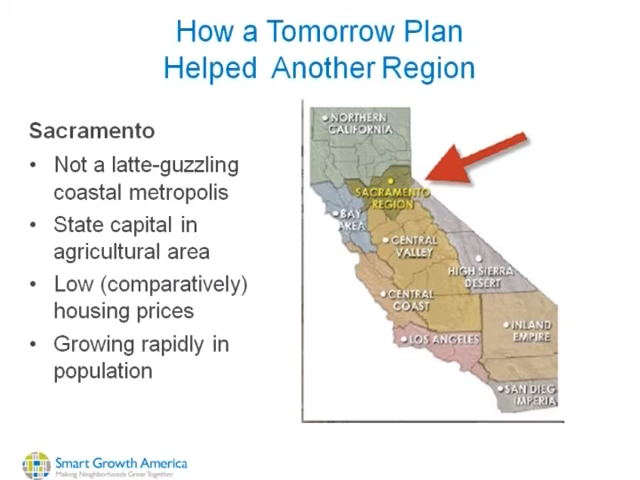 How a Tomorrow Plan
Helped Another Region
Sacramento
• Not a latte-guzzling
coastal metropolis
• State capital in
agricultural area
• Low (comparatively)
housing prices
• Growing rapidly in
population
NORTHERN
CALIFORNIA
SACRAMENTO
REGION
BAY
AREA
CENTRAL
VALLEY
HIGH SIERRA
DESERT
CENTRAL
COAST
INLAND
EMPIRE
LOS ANGELES
SAN DIEG
IMPERIA
Smart Growth America
Making Neighborhoods Great Together